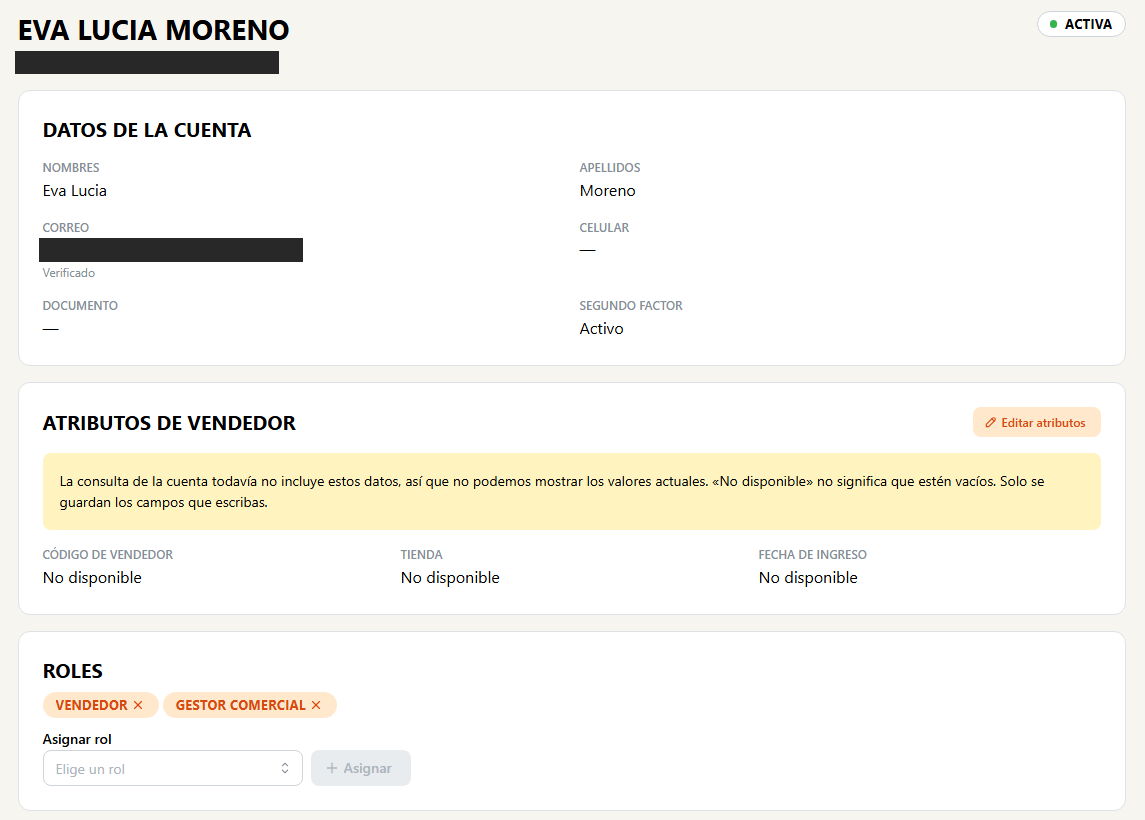 EVA LUCIA MORENO
ACTIVA
DATOS DE LA CUENTA
NOMBRES
Eva Lucia
APELLIDOS
Moreno
CORREO
Verificado
CELULAR
—
DOCUMENTO
—
SEGUNDO FACTOR
Activo
ATRIBUTOS DE VENDEDOR
Editar atributos
La consulta de la cuenta todavía no incluye estos datos, así que no podemos mostrar los valores actuales. «No disponible» no significa que estén vacíos. Solo se
guardan los campos que escribas.
CÓDIGO DE VENDEDOR
No disponible
TIENDA
No disponible
FECHA DE INGRESO
No disponible
ROLES
VENDEDOR ×
GESTOR COMERCIAL ×
Asignar rol
Elige un rol
+ Asignar